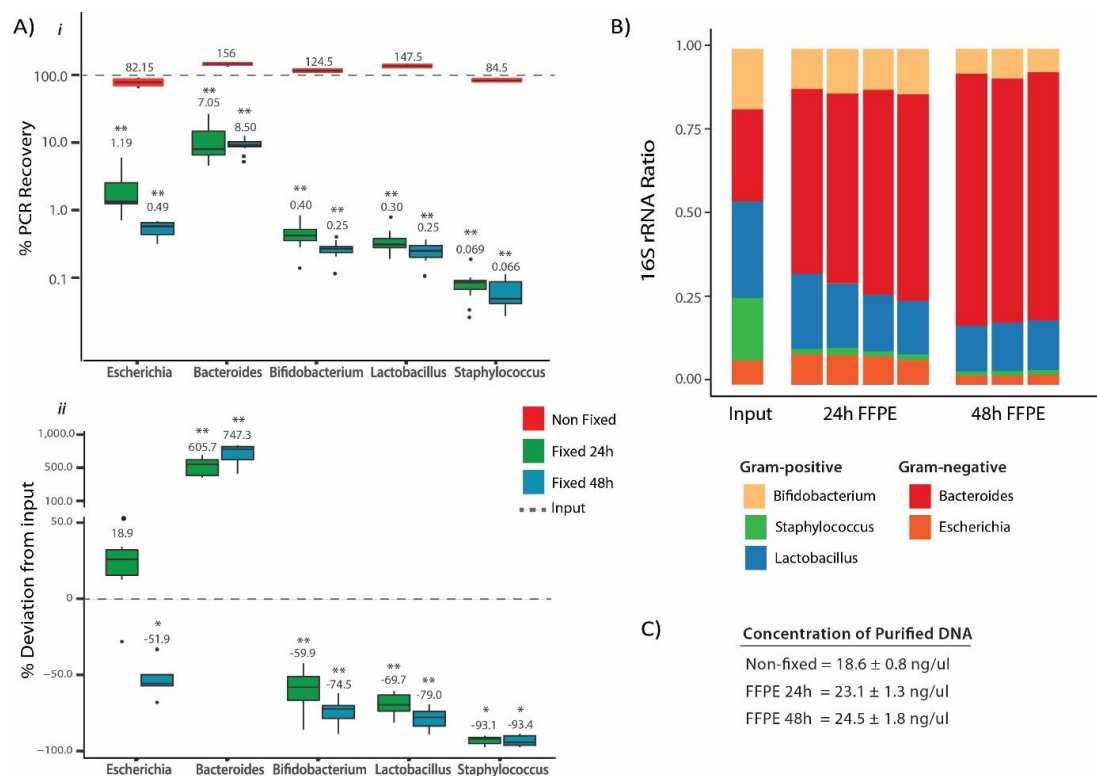 A)
i
% PCR Recovery
100.0
10.0
1.0
0.1
82.15
156
124.5
147.5
84.5
**
1.19
**
0.49
**
7.05
**
8.50
**
0.40
**
0.25
**
0.30
**
0.25
**
0.069
**
0.066
Escherichia Bacteroides Bifidobacterium Lactobacillus Staphylococcus
ii
% Deviation from input
1,000.0
500.0
100.0
50.0
0
-50.0
-100.0
18.9
*
-51.9
**
605.7
**
747.3
**
-59.9
**
-74.5
**
-69.7
**
-79.0
*
-93.1
*
-93.4
Non Fixed
Fixed 24h
Fixed 48h
Input
Escherichia Bacteroides Bifidobacterium Lactobacillus Staphylococcus
B)
16S rRNA Ratio
1.00
0.75
0.50
0.25
0.00
Input 24h FFPE 48h FFPE
Gram-positive Gram-negative
Bifidobacterium Bacteroides
Staphylococcus Escherichia
Lactobacillus
C)
Concentration of Purified DNA
Non-fixed = 18.6 ± 0.8 ng/ul
FFPE 24h = 23.1 ± 1.3 ng/ul
FFPE 48h = 24.5 ± 1.8 ng/ul